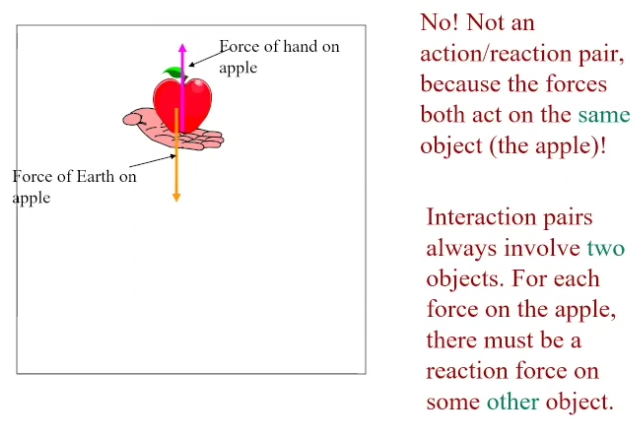 Force of hand on
apple
Force of Earth on
apple
No! Not an
action/reaction pair,
because the forces
both act on the same
object (the apple)!
Interaction pairs
always involve two
objects. For each
force on the apple,
there must be a
reaction force on
some other object.